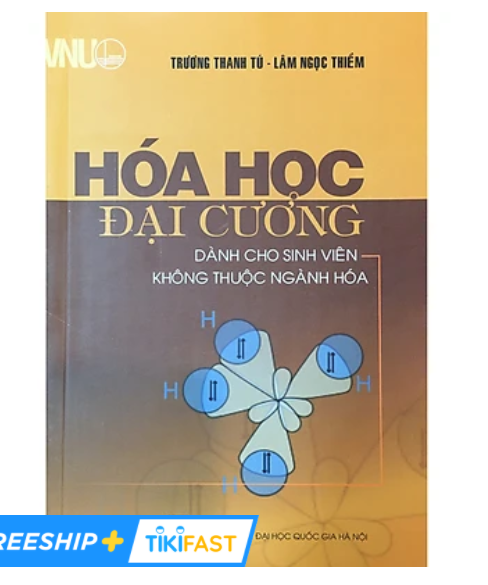 VNU
TRƯƠNG THANH TÚ - LÂM NGỌC THIỀM
HÓA HỌC
ĐẠI CƯƠNG
DÀNH CHO SINH VIÊN
KHÔNG THUỘC NGÀNH HÓA
H
H
H
H
REESHIP+
TIKIFAST
ĐẠI HỌC QUỐC GIA HÀ NỘI